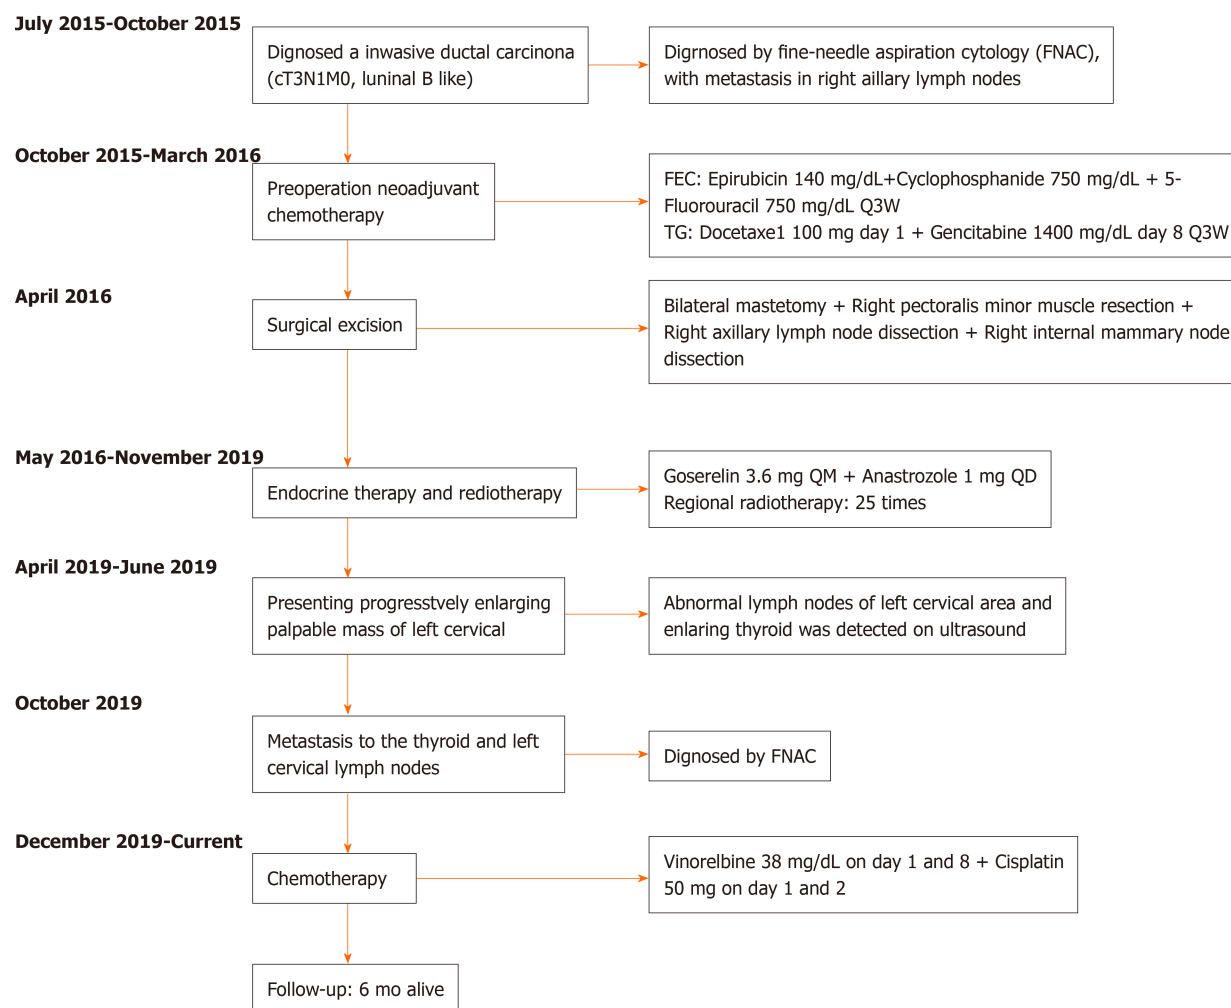 July 2015-October 2015
Dignosed a inwasive ductal carcinona
(cT3N1M0, luninal B like)
Digrnosed by fine-needle aspiration cytology (FNAC),
with metastasis in right aillary lymph nodes
October 2015-March 2016
Preoperation neoadjuvant
chemotherapy
FEC: Epirubicin 140 mg/dL+Cyclophosphanide 750 mg/dL + 5-
Fluorouracil 750 mg/dL Q3W
TG: Docetaxe1 100 mg day 1 + Gencitabine 1400 mg/dL day 8 Q3W
April 2016
Surgical excision
Bilateral mastetomy + Right pectoralis minor muscle resection +
Right axillary lymph node dissection + Right internal mammary node
dissection
May 2016-November 2019
Endocrine therapy and rediotherapy
Goserelin 3.6 mg QM + Anastrozole 1 mg QD
Regional radiotherapy: 25 times
April 2019-June 2019
Presenting progresstvely enlarging
palpable mass of left cervical
Abnormal lymph nodes of left cervical area and
enlaring thyroid was detected on ultrasound
October 2019
Metastasis to the thyroid and left
cervical lymph nodes
Dignosed by FNAC
December 2019-Current
Chemotherapy
Vinorelbine 38 mg/dL on day 1 and 8 + Cisplatin
50 mg on day 1 and 2
Follow-up: 6 mo alive